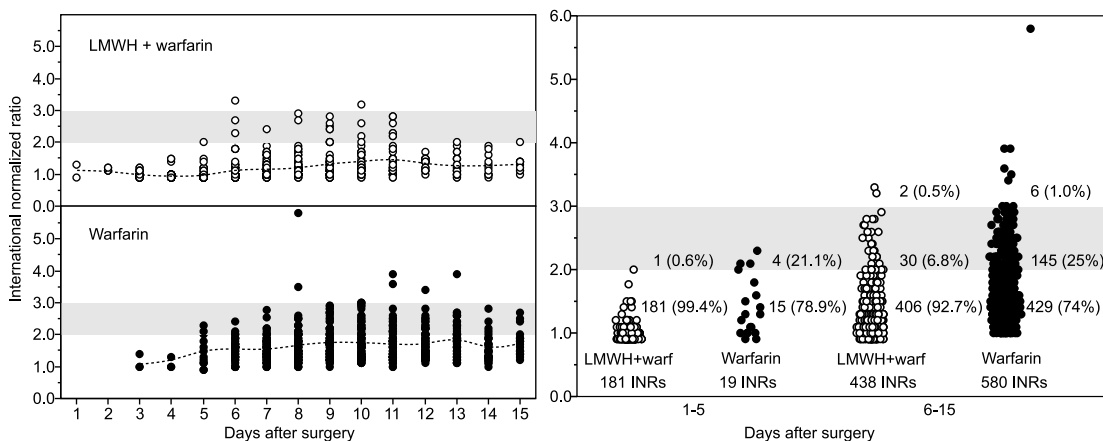 International normalized ratio
LMWH + warfarin
5.0
4.0
3.0
2.0
1.0
0.0
Warfarin
5.0
4.0
3.0
2.0
1.0
0.0
1 2 3 4 5 6 7 8 9 10 11 12 13 14 15
Days after surgery
6.0
5.0
4.0
3.0
2.0
1.0
0.0
2 (0.5%) 6 (1.0%)
1 (0.6%) 4 (21.1%) 30 (6.8%) 145 (25%)
181 (99.4%) 15 (78.9%) 406 (92.7%) 429 (74%)
LMWH+warf Warfarin LMWH+warf Warfarin
181 INRs 19 INRs 438 INRs 580 INRs
1–5 6–15
Days after surgery